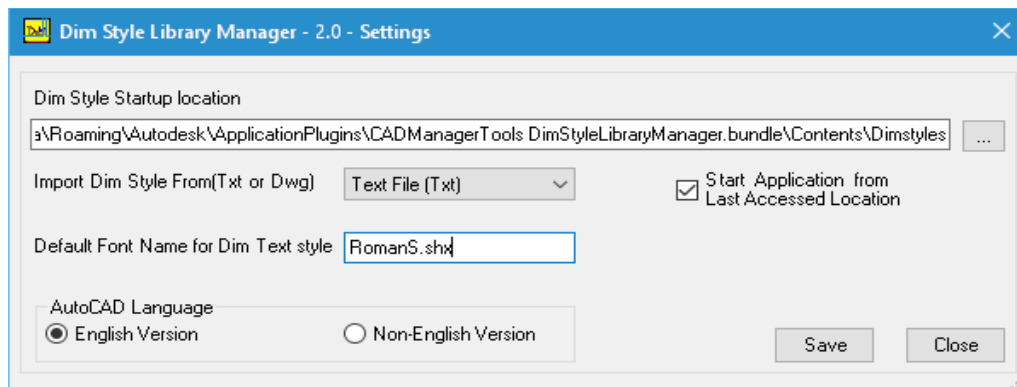 Dim Style Library Manager - 2.0 - Settings
Dim Style Startup location
a\Roaming\Autodesk\ApplicationPlugins\CADManagerTools DimStyleLibraryManager.bundle\Contents\Dimstyles
...
Import Dim Style From(Txt or Dwg)
Text File (Txt)
Start Application from
Last Accessed Location
Default Font Name for Dim Text style
RomanS.shx
AutoCAD Language
English Version
Non-English Version
Save
Close